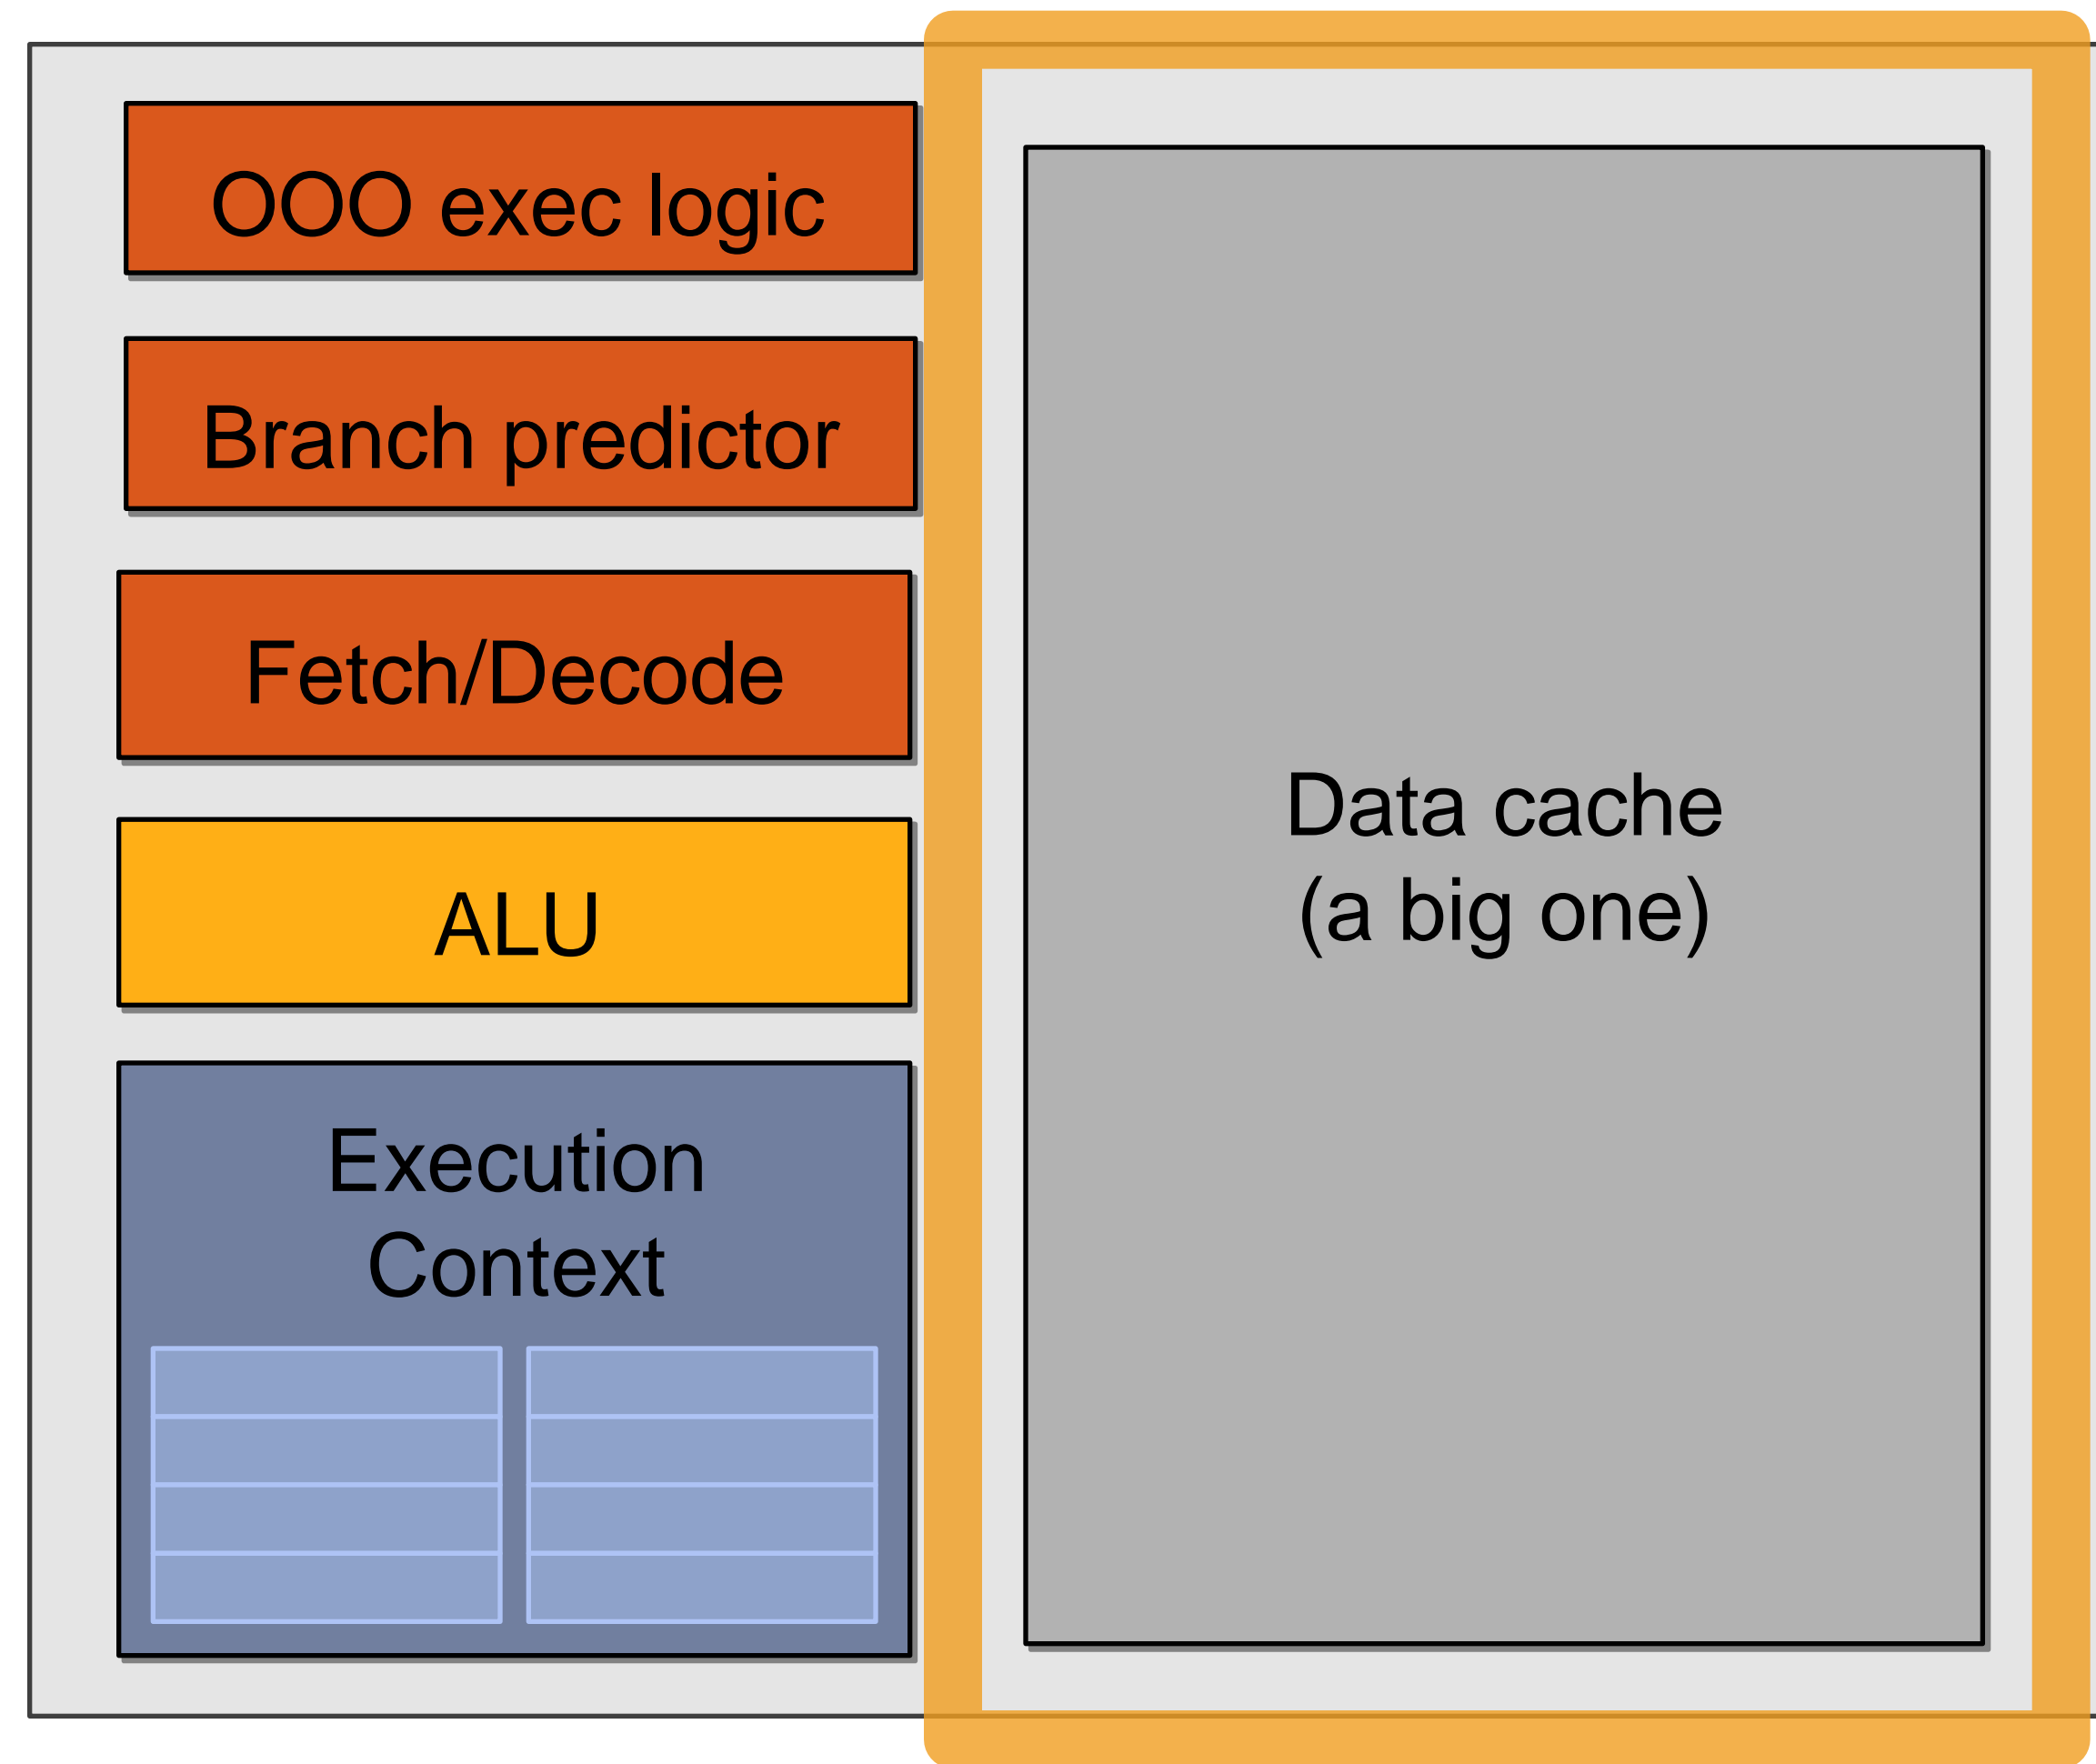 OOO exec logic
Branch predictor
Fetch/Decode
ALU
Execution
Context
Data cache
(a big one)